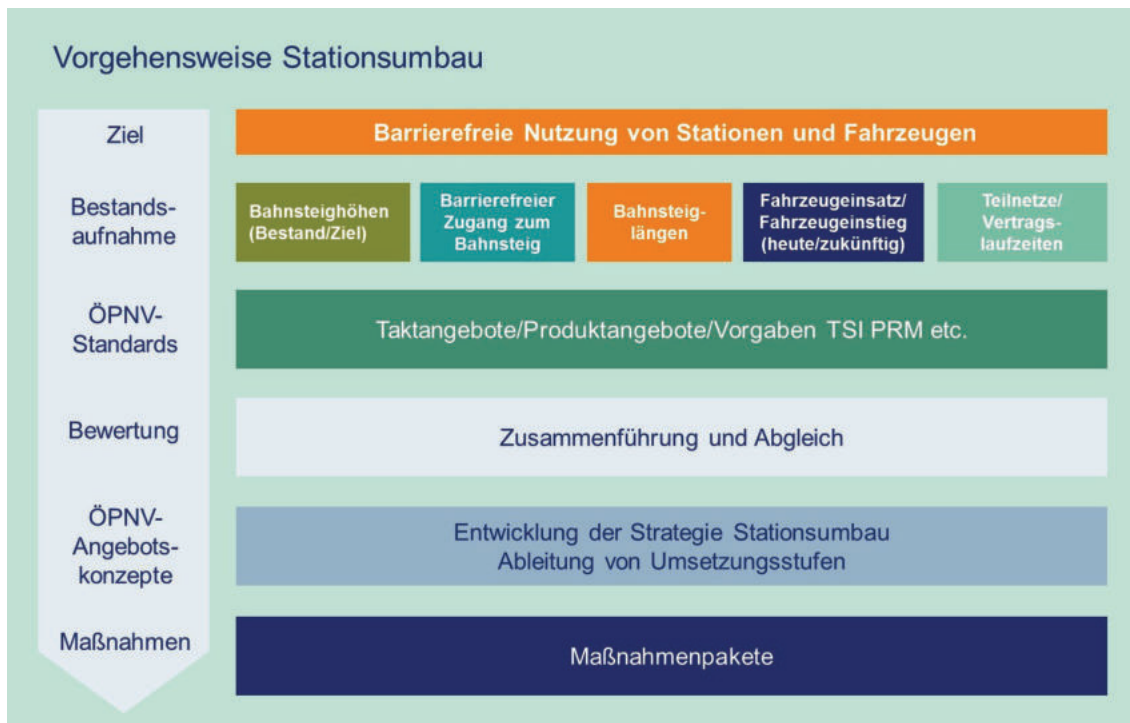 Vorgehensweise Stationsumbau
Ziel
Barrierefreie Nutzung von Stationen und Fahrzeugen
Bestands-
aufnahme
Bahnsteighöhen
(Bestand/Ziel)
Barrierefreier
Zugang zum
Bahnsteig
Bahnsteig-
längen
Fahrzeugeinsatz/
Fahrzeugeinstieg
(heute/zukünftig)
Teilnetze/
Vertrags-
laufzeiten
ÖPNV-
Standards
Taktangebote/Produktangebote/Vorgaben TSI PRM etc.
Bewertung
Zusammenführung und Abgleich
ÖPNV-
Angebots-
konzepte
Entwicklung der Strategie Stationsumbau
Ableitung von Umsetzungsstufen
Maßnahmen
Maßnahmenpakete